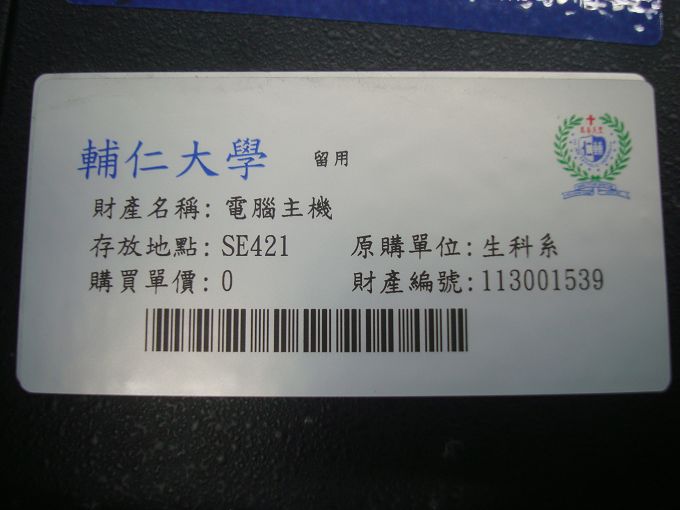 輔仁大學 留用
財產名稱: 電腦主機
存放地點: SE421 原購單位: 生科系
購買單價: 0 財產編號: 113001539